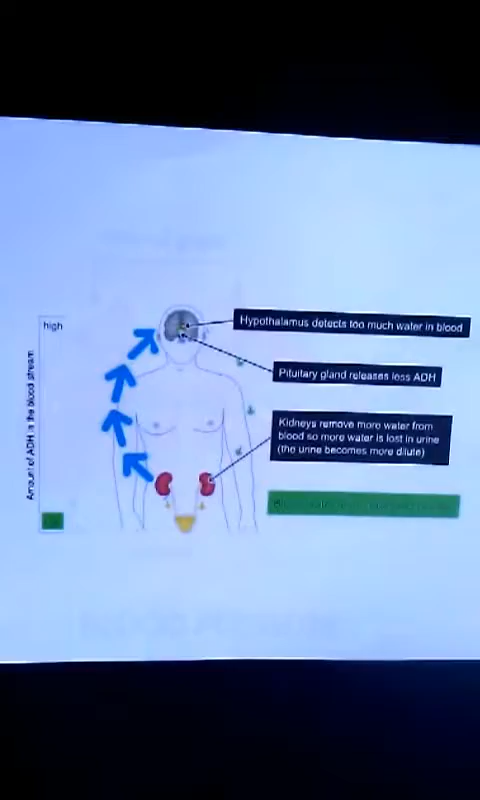 Hypothalamus detects too much water in blood
high
Pituitary gland releases less ADH
Amount of ADH in the blood stream
Kidneys remove more water from
blood so more water is lost in urine
(the urine becomes more dilute)